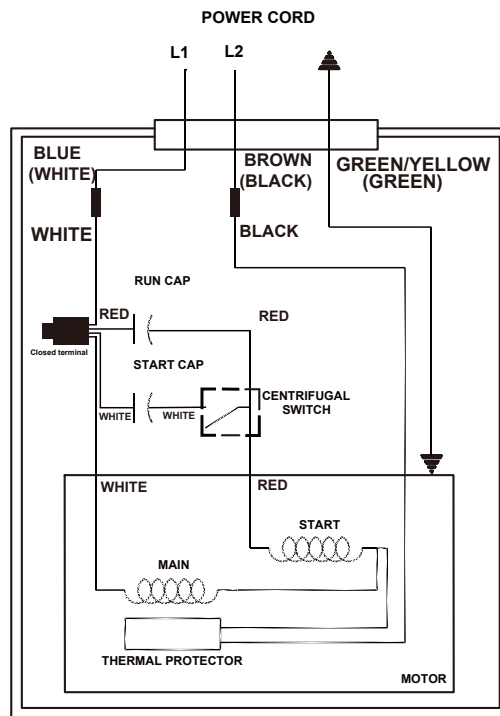 POWER CORD
L1
L2
BLUE
(WHITE)
BROWN
(BLACK)
GREEN/YELLOW
(GREEN)
WHITE
BLACK
RUN CAP
RED
RED
Closed terminal
START CAP
WHITE
WHITE
CENTRIFUGAL
SWITCH
WHITE
RED
START
MAIN
THERMAL PROTECTOR
MOTOR